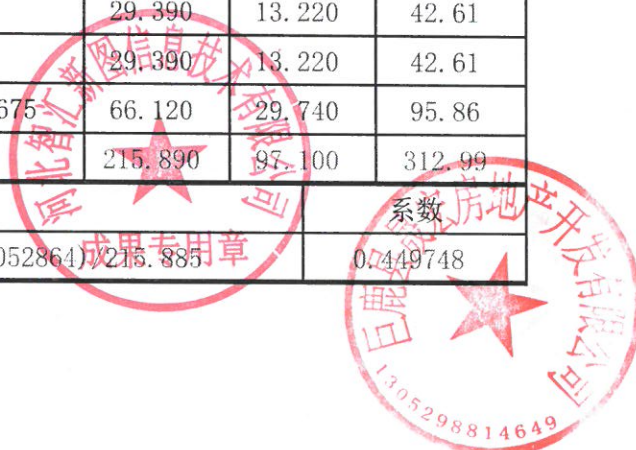 29.390 13.220 42.61
29.390 13.220 42.61
675 66.120 29.740 95.86
215.890 97.100 312.99
系数
052864)/215.885 0.449748
河北智汇新图信息技术有限公司
成果专用章
巨鹿县宬宏房地产开发有限公司
1305298814649